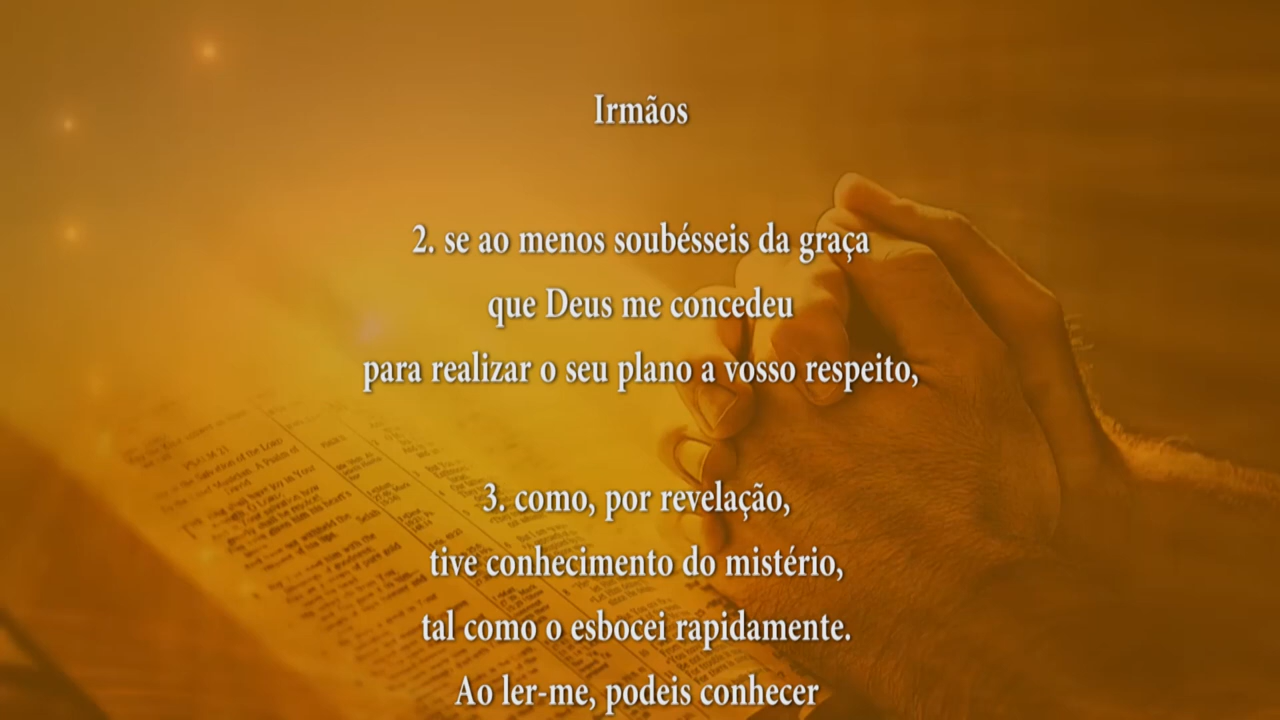 Irmãos
2. se ao menos soubésseis da graça
que Deus me concedeu
para realizar o seu plano a vosso respeito,
3. como, por revelação,
tive conhecimento do mistério,
tal como o esbocei rapidamente.
Ao ler-me, podeis conhecer